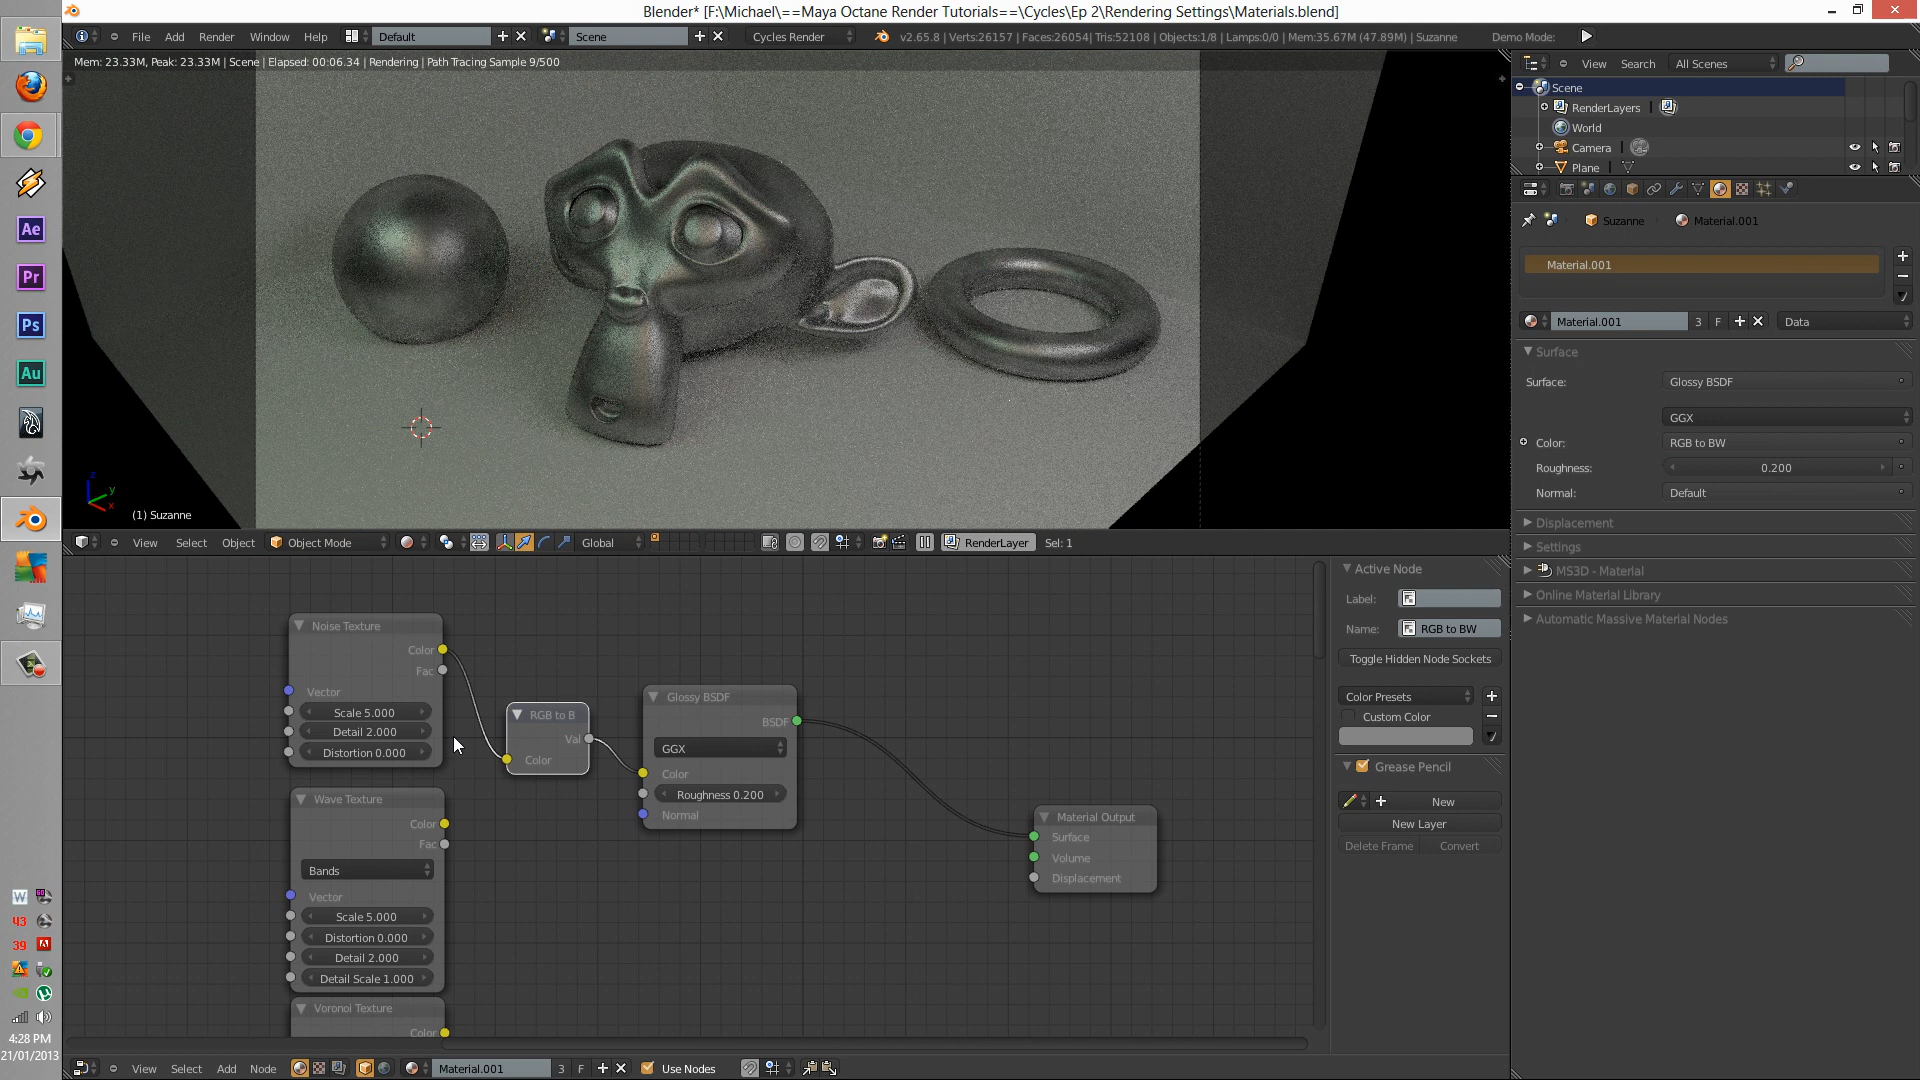 Blender* [F:\Michael\==Maya Octane Render Tutorials==\Cycles\Ep 2\Rendering Settings\Materials.blend]
File Add Render Window Help Default Scene Cycles Render v2.65.8 | Verts:26157 | Faces:26054| Tris:52108 | Objects:1/8 | Lamps:0/0 | Mem:35.67M (47.89M) | Suzanne Demo Mode:
Mem: 23.33M, Peak: 23.33M | Scene | Elapsed: 00:06.34 | Rendering | Path Tracing Sample 9/500
View Search All Scenes
Scene
RenderLayers
World
Camera
Plane
Suzanne Material.001
Material.001
Material.001 3 F Data
Surface
Surface: Glossy BSDF
GGX
Color: RGB to BW
Roughness: 0.200
Normal: Default
Displacement
Settings
MS3D - Material
Online Material Library
Automatic Massive Material Nodes
Ae
Pr
Ps
Au
z
y
x
(1) Suzanne
View Select Object Object Mode Global RenderLayer Sel: 1
Noise Texture
Color
Fac
Vector
Scale 5.000
Detail 2.000
Distortion 0.000
RGB to B
Val
Color
Glossy BSDF
BSDF
GGX
Color
Roughness 0.200
Normal
Wave Texture
Color
Fac
Bands
Vector
Scale 5.000
Distortion 0.000
Detail 2.000
Detail Scale 1.000
Voronoi Texture
Color
Material Output
Surface
Volume
Displacement
Active Node
Label:
Name: RGB to BW
Toggle Hidden Node Sockets
Color Presets
Custom Color
Grease Pencil
New
New Layer
Delete Frame Convert
View Select Add Node Material.001 3 F Use Nodes
W
43
39
4:28 PM
21/01/2013